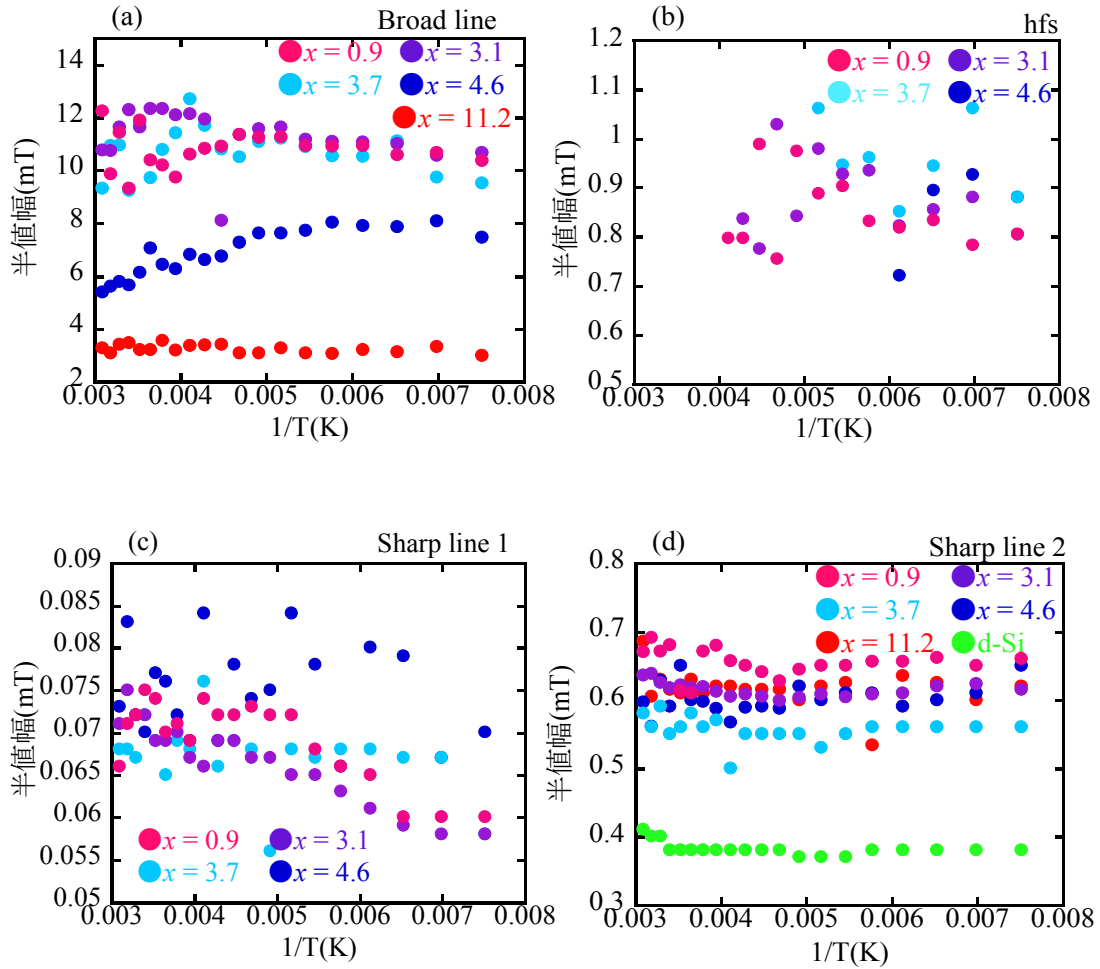 (a) Broad line
x = 0.9 x = 3.1
x = 3.7 x = 4.6
x = 11.2
14
12
10
8
6
4
2
半値幅(mT)
0.003 0.004 0.005 0.006 0.007 0.008
1/T(K)
(b) hfs
x = 0.9 x = 3.1
x = 3.7 x = 4.6
1.2
1.1
1
0.9
0.8
0.7
0.6
0.5
半値幅(mT)
0.003 0.004 0.005 0.006 0.007 0.008
1/T(K)
(c) Sharp line 1
0.09
0.085
0.08
0.075
0.07
0.065
0.06
0.055
0.05
半値幅(mT)
x = 0.9 x = 3.1
x = 3.7 x = 4.6
0.003 0.004 0.005 0.006 0.007 0.008
1/T(K)
(d) Sharp line 2
x = 0.9 x = 3.1
x = 3.7 x = 4.6
x = 11.2 d-Si
0.8
0.7
0.6
0.5
0.4
0.3
半値幅(mT)
0.003 0.004 0.005 0.006 0.007 0.008
1/T(K)